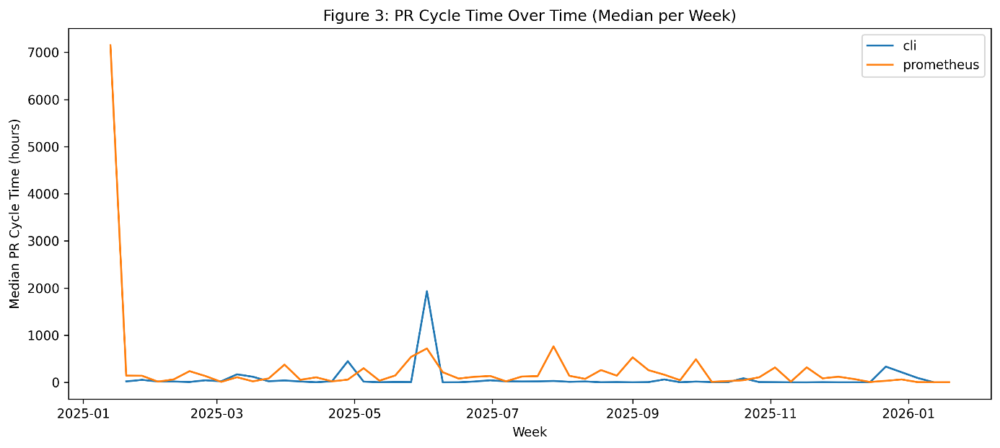 Figure 3: PR Cycle Time Over Time (Median per Week)
cli
prometheus
Median PR Cycle Time (hours)
7000
6000
5000
4000
3000
2000
1000
0
2025-01 2025-03 2025-05 2025-07 2025-09 2025-11 2026-01
Week